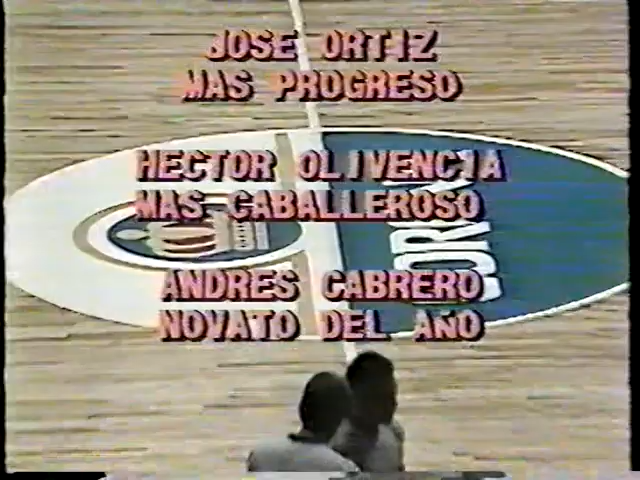 JOSE ORTIZ
MAS PROGRESO
HECTOR OLIVENCIA
MAS CABALLEROSO
ANDRES CABRERO
NOVATO DEL AÑO